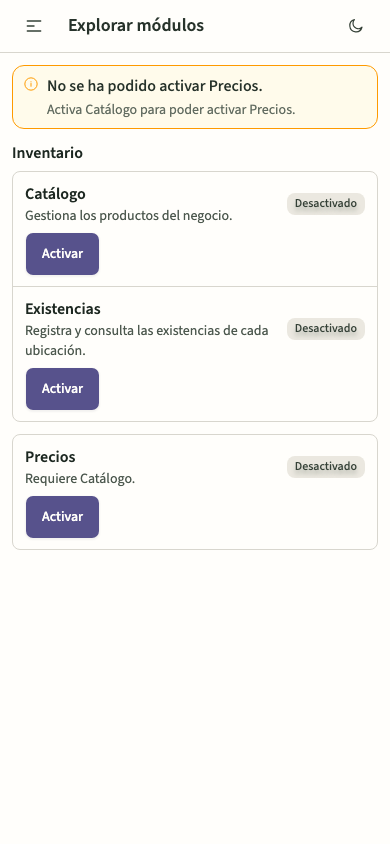 Explorar módulos
No se ha podido activar Precios.
Activa Catálogo para poder activar Precios.
Inventario
Catálogo
Gestiona los productos del negocio.
Desactivado
Activar
Existencias
Registra y consulta las existencias de cada
ubicación.
Desactivado
Activar
Precios
Requiere Catálogo.
Desactivado
Activar